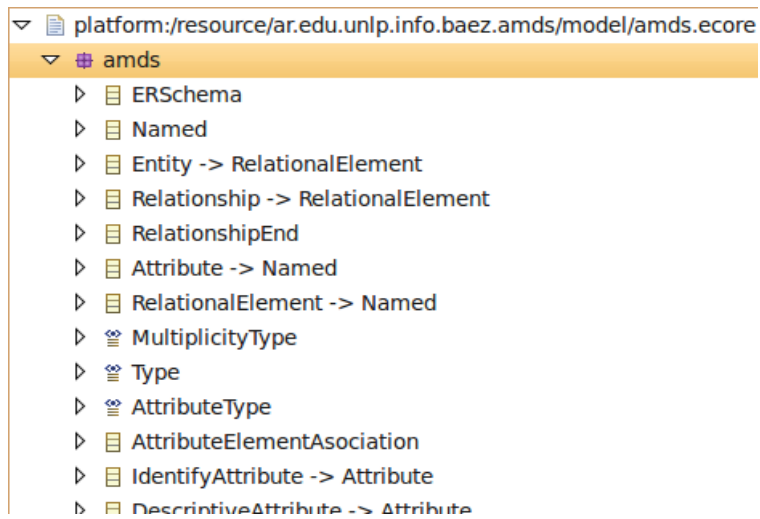 platform:/resource/ar.edu.unlp.info.baez.amds/model/amds.ecore
amds
ERSchema
Named
Entity -> RelationalElement
Relationship -> RelationalElement
RelationshipEnd
Attribute -> Named
RelationalElement -> Named
MultiplicityType
Type
AttributeType
AttributeElementAsociation
IdentifyAttribute -> Attribute
DescriptiveAttribute -> Attribute